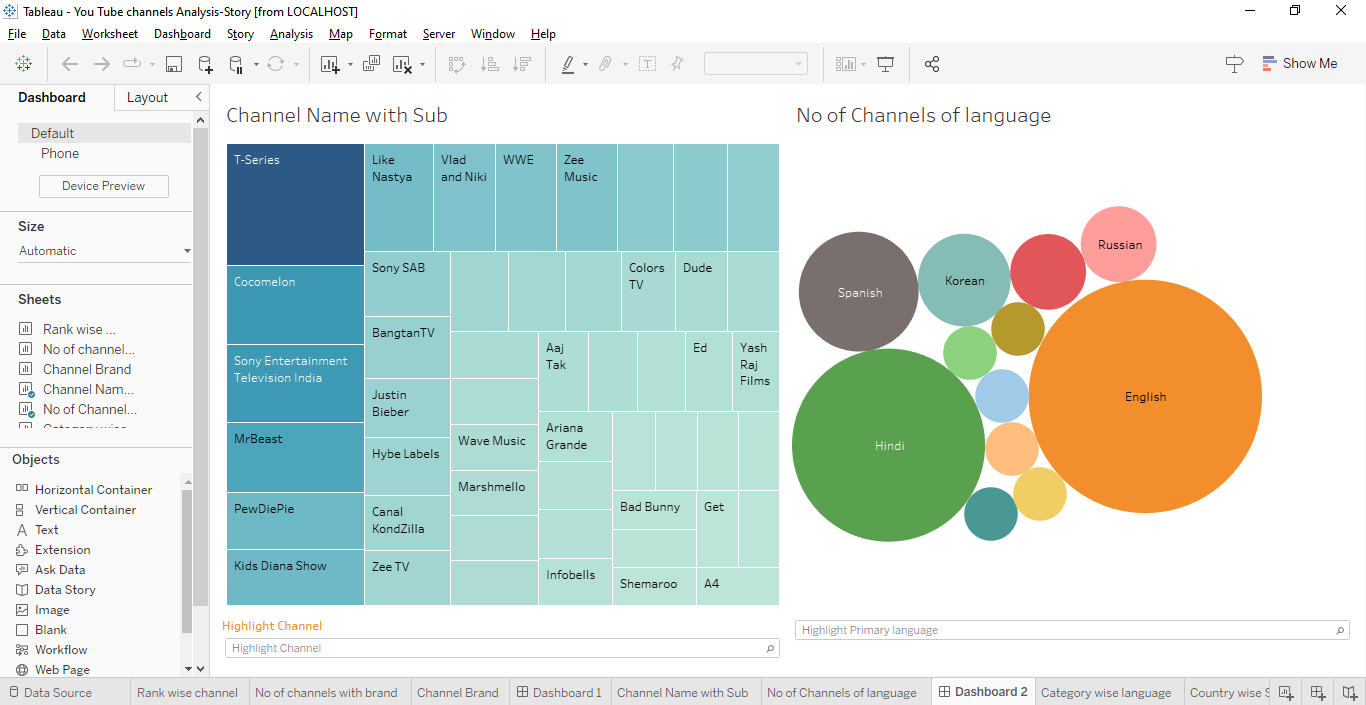 Tableau - You Tube channels Analysis-Story [from LOCALHOST]
File Data Worksheet Dashboard Story Analysis Map Format Server Window Help
Show Me
Dashboard
Layout
Default
Phone
Device Preview
Size
Automatic
Sheets
Rank wise ...
No of channel...
Channel Brand
Channel Nam...
No of Channel...
Objects
Horizontal Container
Vertical Container
Text
Extension
Ask Data
Data Story
Image
Blank
Workflow
Web Page
Channel Name with Sub
T-Series
Cocomelon
Sony Entertainment
Television India
MrBeast
PewDiePie
Kids Diana Show
Like
Nastya
Vlad
and Niki
WWE
Zee
Music
Sony SAB
BangtanTV
Justin
Bieber
Hybe Labels
Canal
KondZilla
Zee TV
Colors
TV
Dude
Aaj
Tak
Ed
Yash
Raj
Films
Wave Music
Marshmello
Ariana
Grande
Infobells
Bad Bunny
Get
Shemaroo
A4
Highlight Channel
Highlight Channel
No of Channels of language
Russian
Korean
Spanish
English
Hindi
Highlight Primary language
Data Source
Rank wise channel
No of channels with brand
Channel Brand
Dashboard 1
Channel Name with Sub
No of Channels of language
Dashboard 2
Category wise language
Country wise S